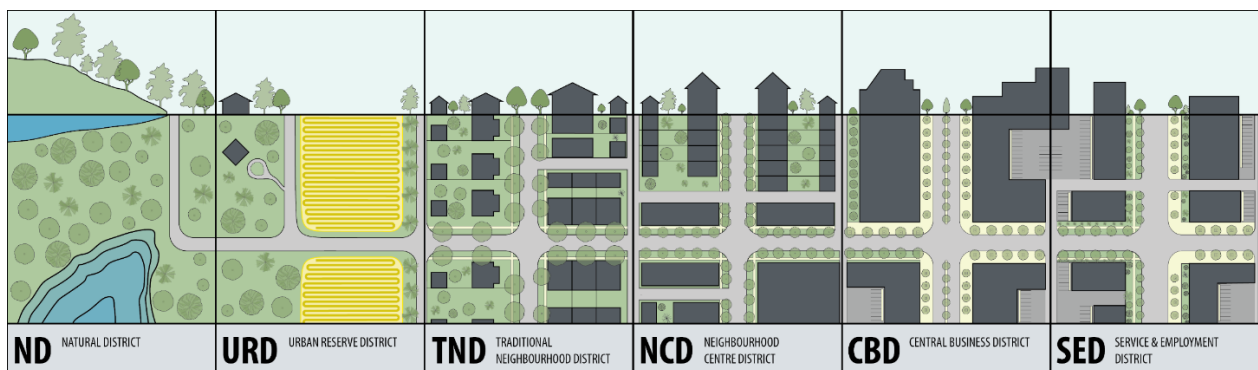 ND NATURAL DISTRICT
URD URBAN RESERVE DISTRICT
TND TRADITIONAL
NEIGHBOURHOOD DISTRICT
NCD NEIGHBOURHOOD
CENTRE DISTRICT
CBD CENTRAL BUSINESS DISTRICT
SED SERVICE & EMPLOYMENT
DISTRICT